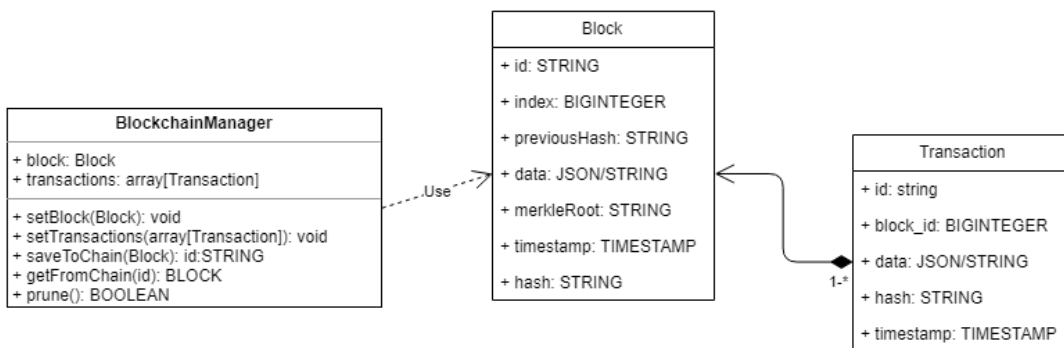 BlockchainManager
+ block: Block
+ transactions: array[Transaction]
+ setBlock(Block): void
+ setTransactions(array[Transaction]): void
+ saveToChain(Block): id:STRING
+ getFromChain(id): BLOCK
+ prune(): BOOLEAN
Use
Block
+ id: STRING
+ index: BIGINTEGER
+ previousHash: STRING
+ data: JSON/STRING
+ merkleRoot: STRING
+ timestamp: TIMESTAMP
+ hash: STRING
1-*
Transaction
+ id: string
+ block_id: BIGINTEGER
+ data: JSON/STRING
+ hash: STRING
+ timestamp: TIMESTAMP